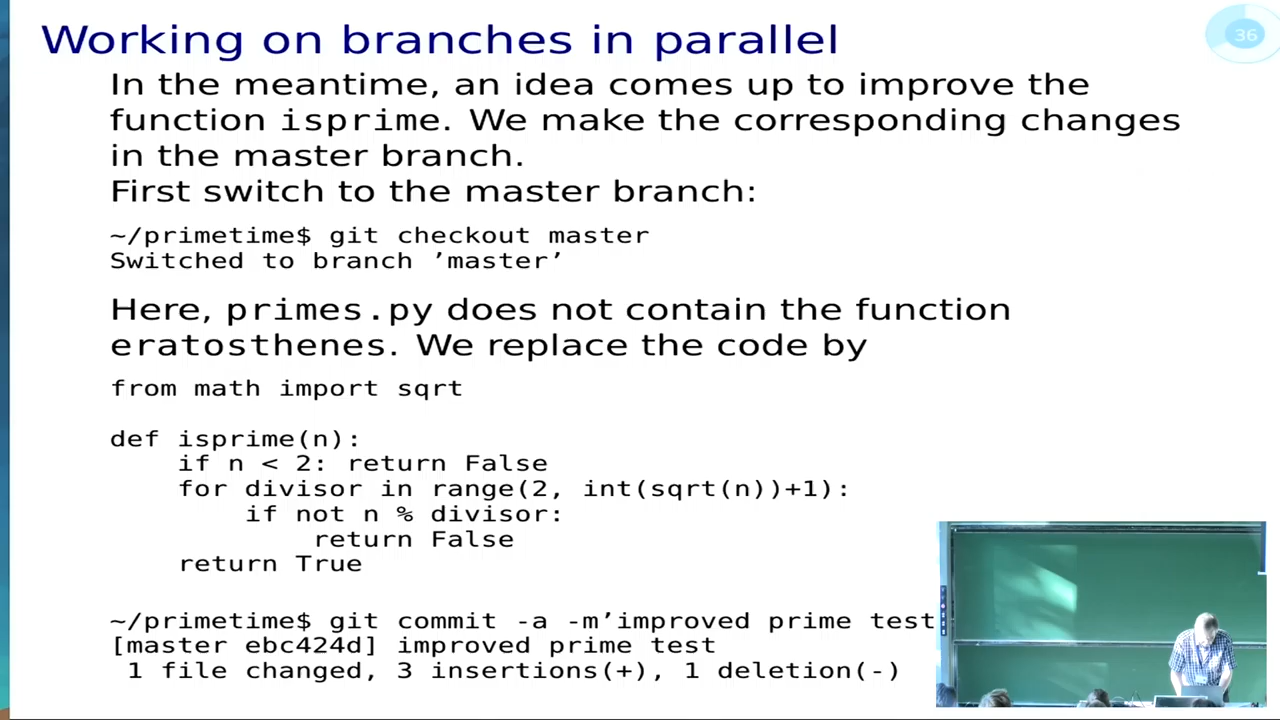 Working on branches in parallel
36
In the meantime, an idea comes up to improve the
function isprime. We make the corresponding changes
in the master branch.
First switch to the master branch:
~/primetime$ git checkout master
Switched to branch ’master’
Here, primes.py does not contain the function
eratosthenes. We replace the code by
from math import sqrt
def isprime(n):
    if n < 2: return False
    for divisor in range(2, int(sqrt(n))+1):
        if not n % divisor:
            return False
    return True
~/primetime$ git commit -a -m’improved prime test
[master ebc424d] improved prime test
 1 file changed, 3 insertions(+), 1 deletion(-)